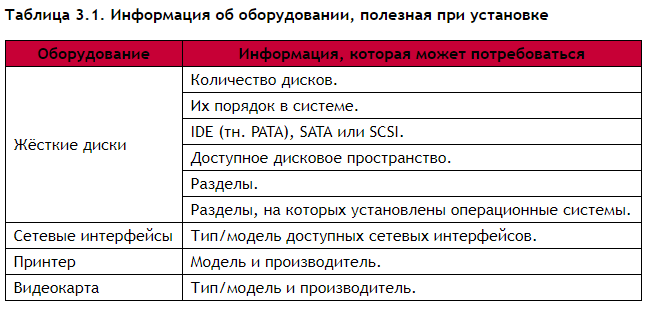 Таблица 3.1. Информация об оборудовании, полезная при установке
Оборудование Информация, которая может потребоваться
Жёсткие диски
Количество дисков.
Их порядок в системе.
IDE (тн. PATA), SATA или SCSI.
Доступное дисковое пространство.
Разделы.
Разделы, на которых установлены операционные системы.
Сетевые интерфейсы Тип/модель доступных сетевых интерфейсов.
Принтер Модель и производитель.
Видеокарта Тип/модель и производитель.